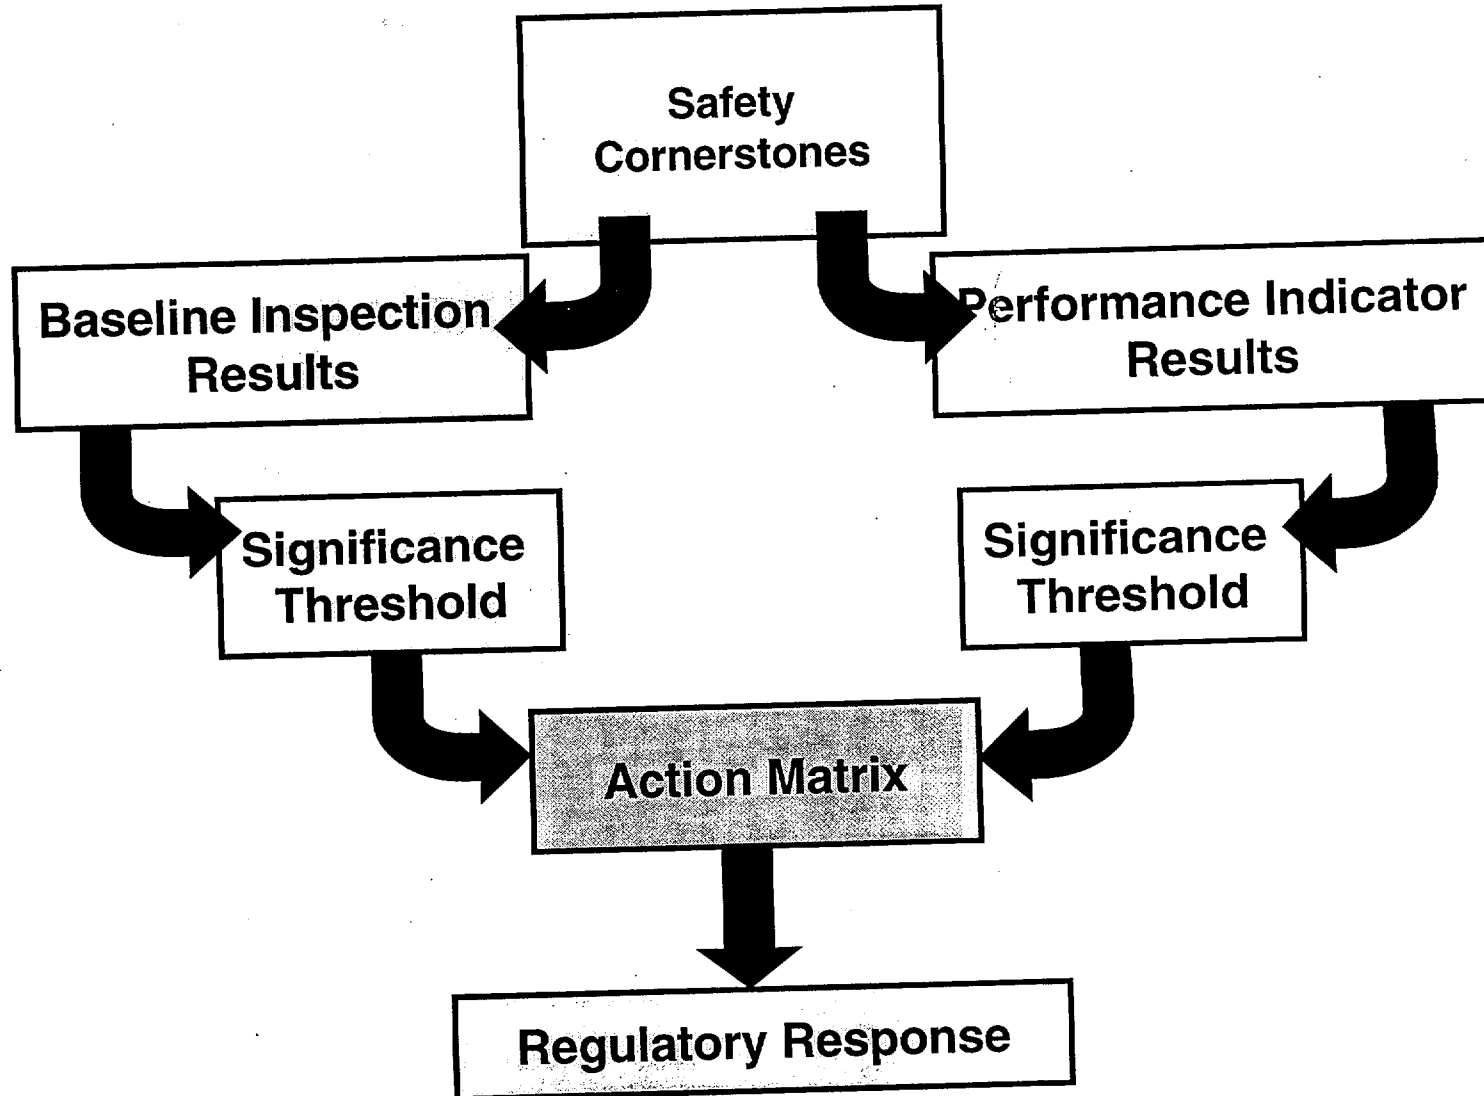 Safety
Cornerstones
Baseline Inspection
Results
Performance Indicator
Results
Significance
Threshold
Significance
Threshold
Action Matrix
Regulatory Response